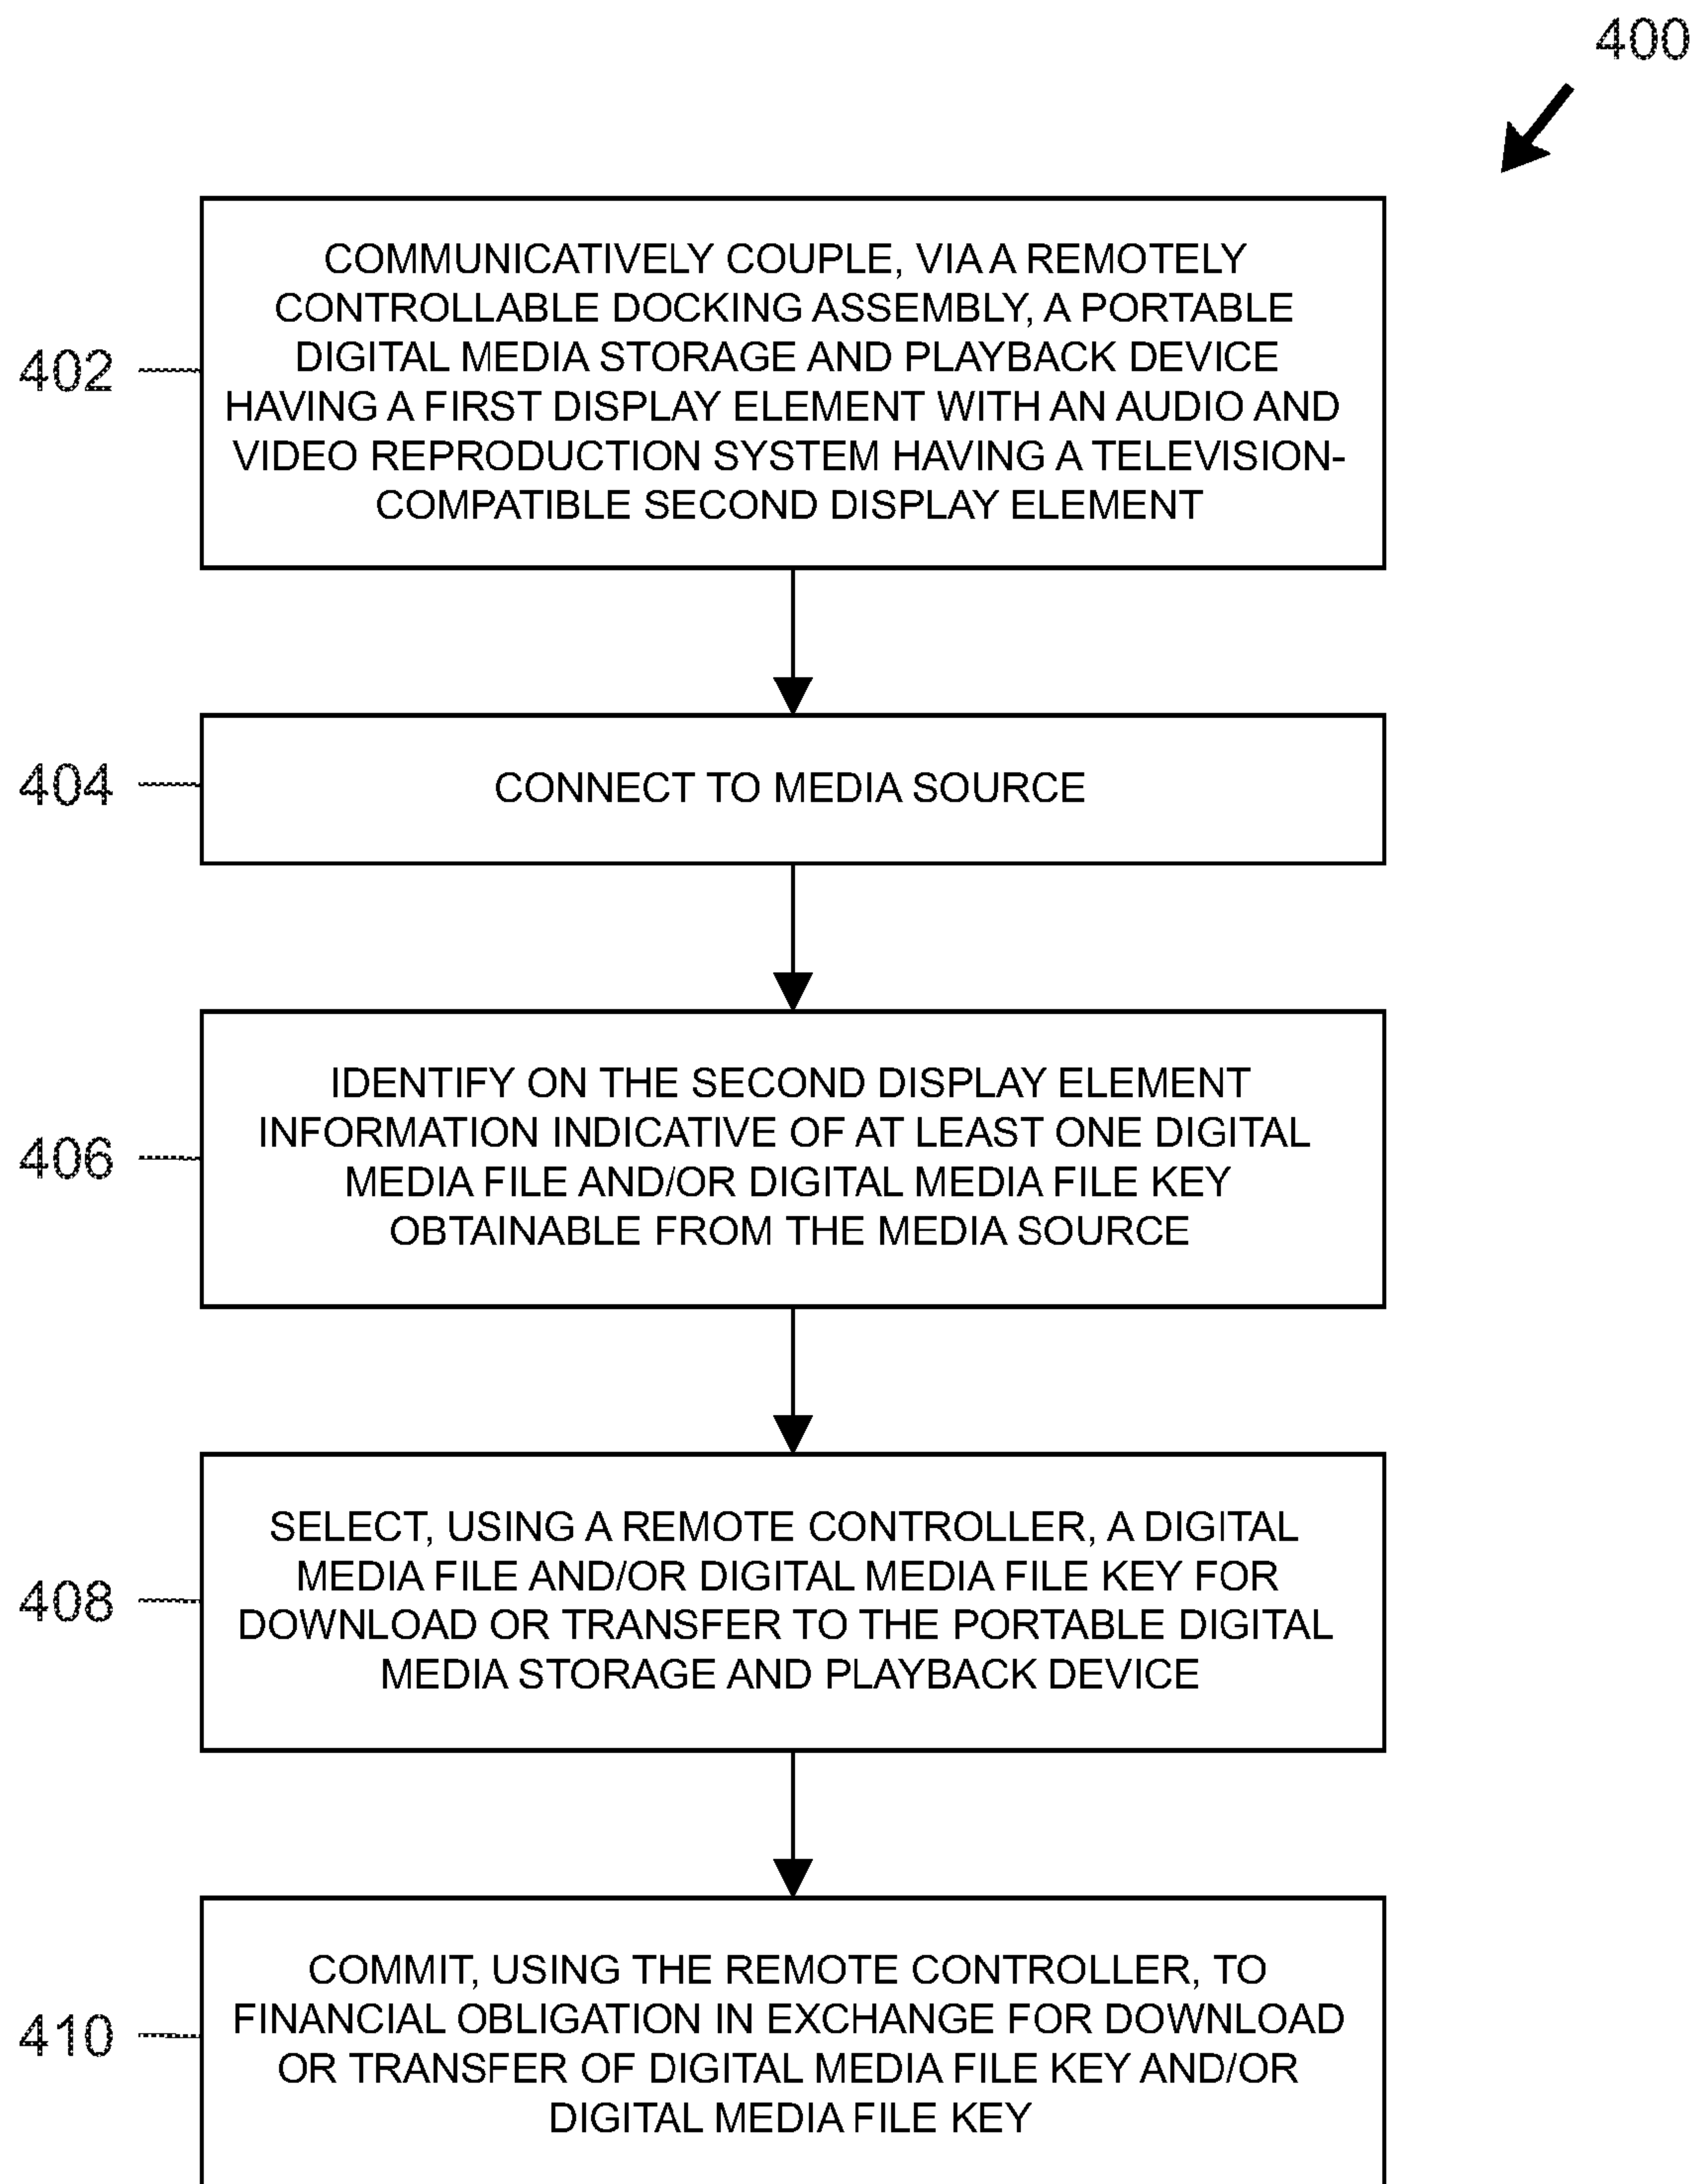 400
402
COMMUNICATIVELY COUPLE, VIA A REMOTELY
CONTROLLABLE DOCKING ASSEMBLY, A PORTABLE
DIGITAL MEDIA STORAGE AND PLAYBACK DEVICE
HAVING A FIRST DISPLAY ELEMENT WITH AN AUDIO AND
VIDEO REPRODUCTION SYSTEM HAVING A TELEVISION-
COMPATIBLE SECOND DISPLAY ELEMENT
404
CONNECT TO MEDIA SOURCE
406
IDENTIFY ON THE SECOND DISPLAY ELEMENT
INFORMATION INDICATIVE OF AT LEAST ONE DIGITAL
MEDIA FILE AND/OR DIGITAL MEDIA FILE KEY
OBTAINABLE FROM THE MEDIA SOURCE
408
SELECT, USING A REMOTE CONTROLLER, A DIGITAL
MEDIA FILE AND/OR DIGITAL MEDIA FILE KEY FOR
DOWNLOAD OR TRANSFER TO THE PORTABLE DIGITAL
MEDIA STORAGE AND PLAYBACK DEVICE
410
COMMIT, USING THE REMOTE CONTROLLER, TO
FINANCIAL OBLIGATION IN EXCHANGE FOR DOWNLOAD
OR TRANSFER OF DIGITAL MEDIA FILE KEY AND/OR
DIGITAL MEDIA FILE KEY